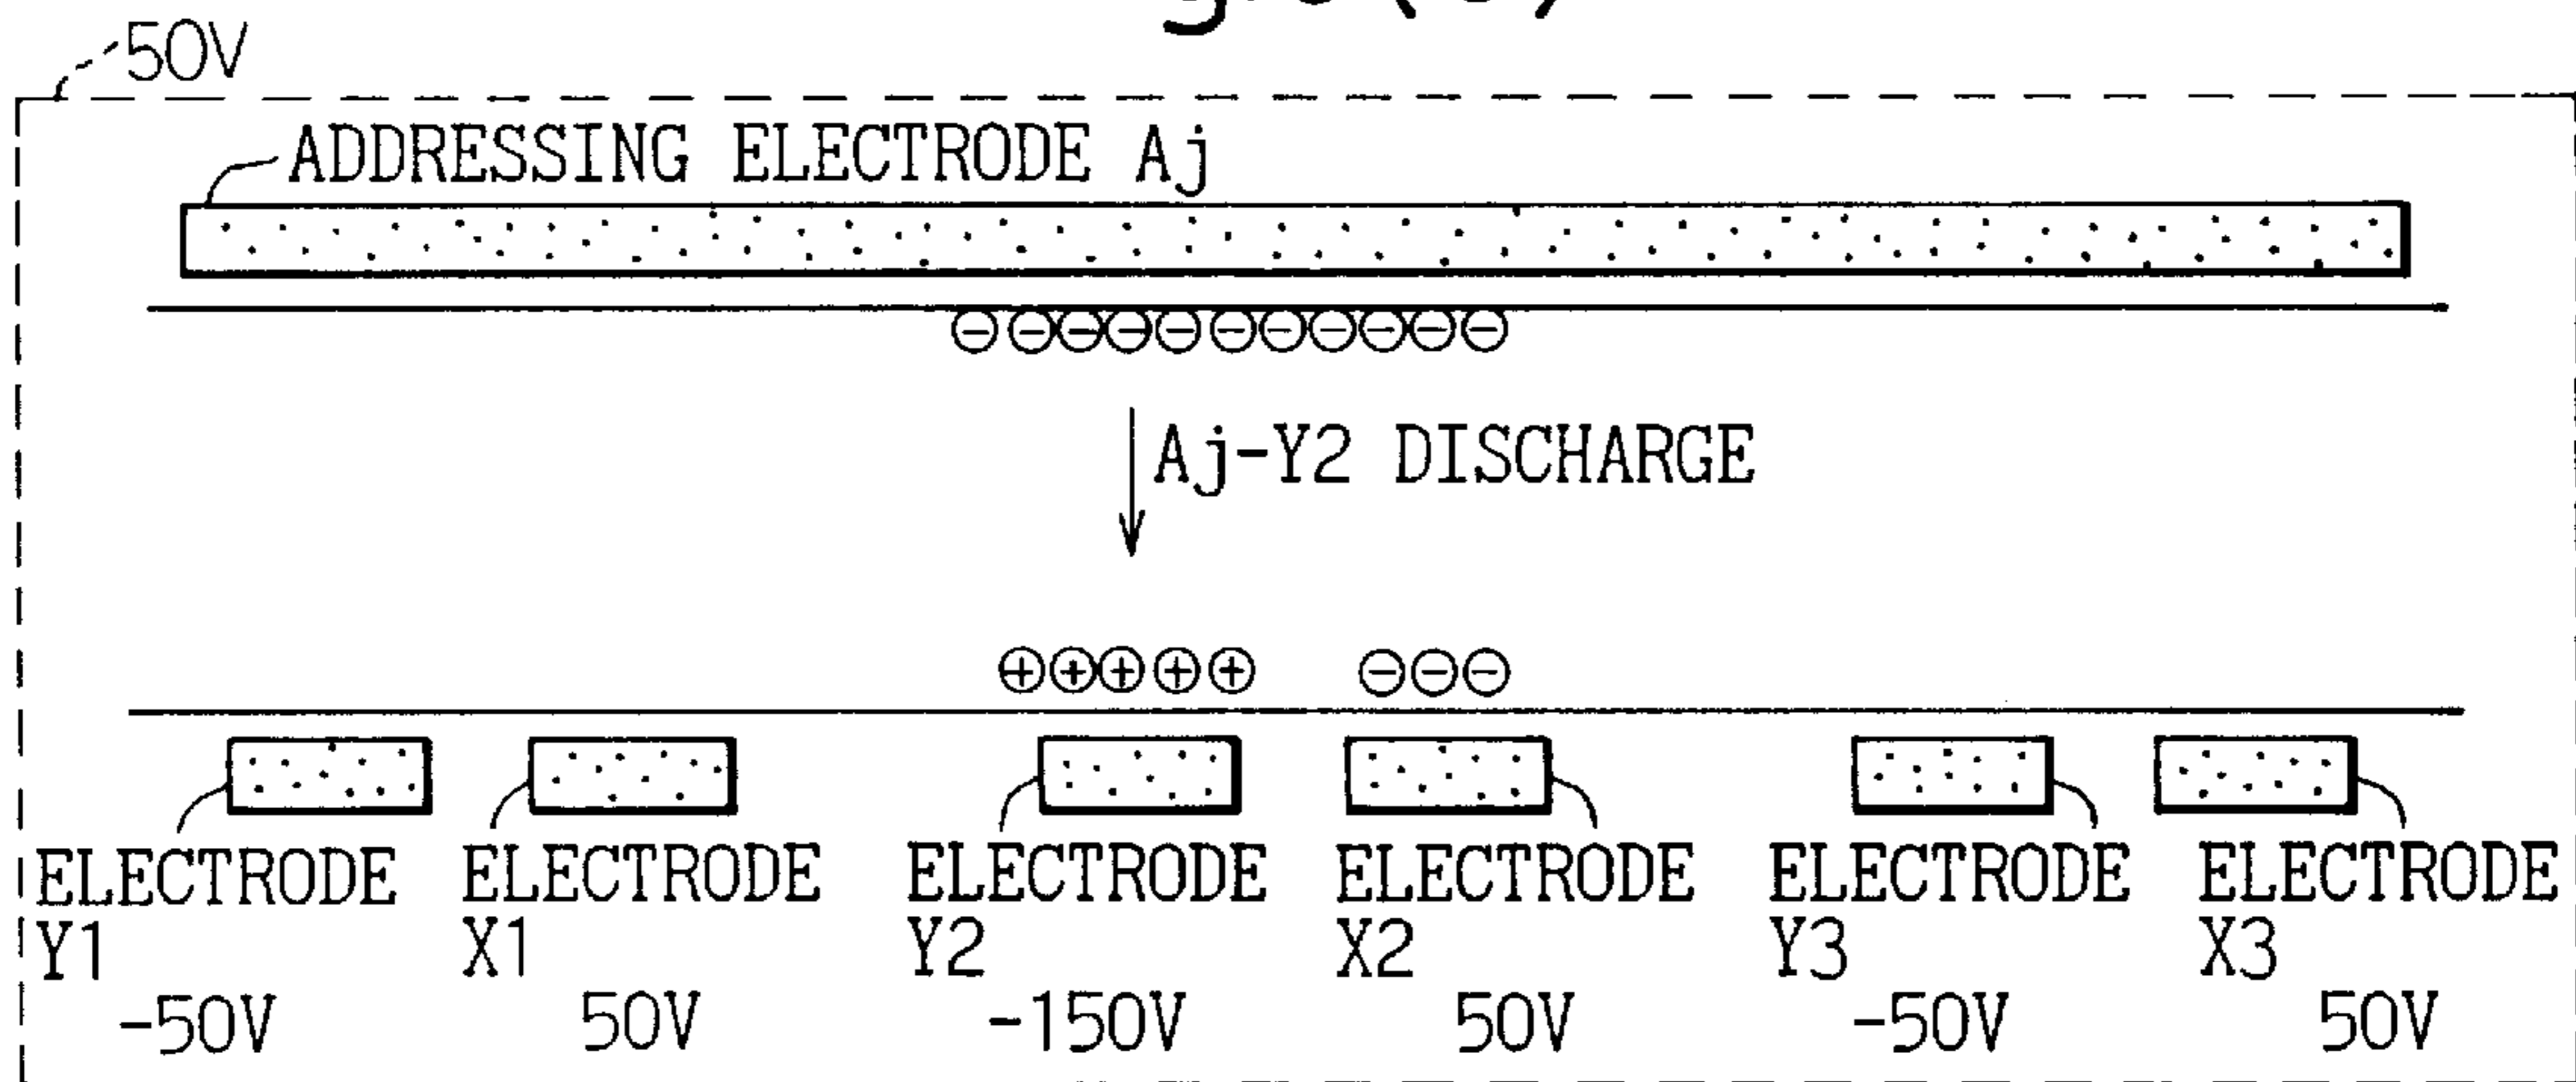 50V
ADDRESSING ELECTRODE Aj
⊖⊖⊖⊖⊖⊖⊖⊖⊖⊖⊖
Aj-Y2 DISCHARGE
⊕⊕⊕⊕⊕ ⊖⊖⊖
ELECTRODE Y1
ELECTRODE X1
ELECTRODE Y2
ELECTRODE X2
ELECTRODE Y3
ELECTRODE X3
-50V 50V -150V 50V -50V 50V